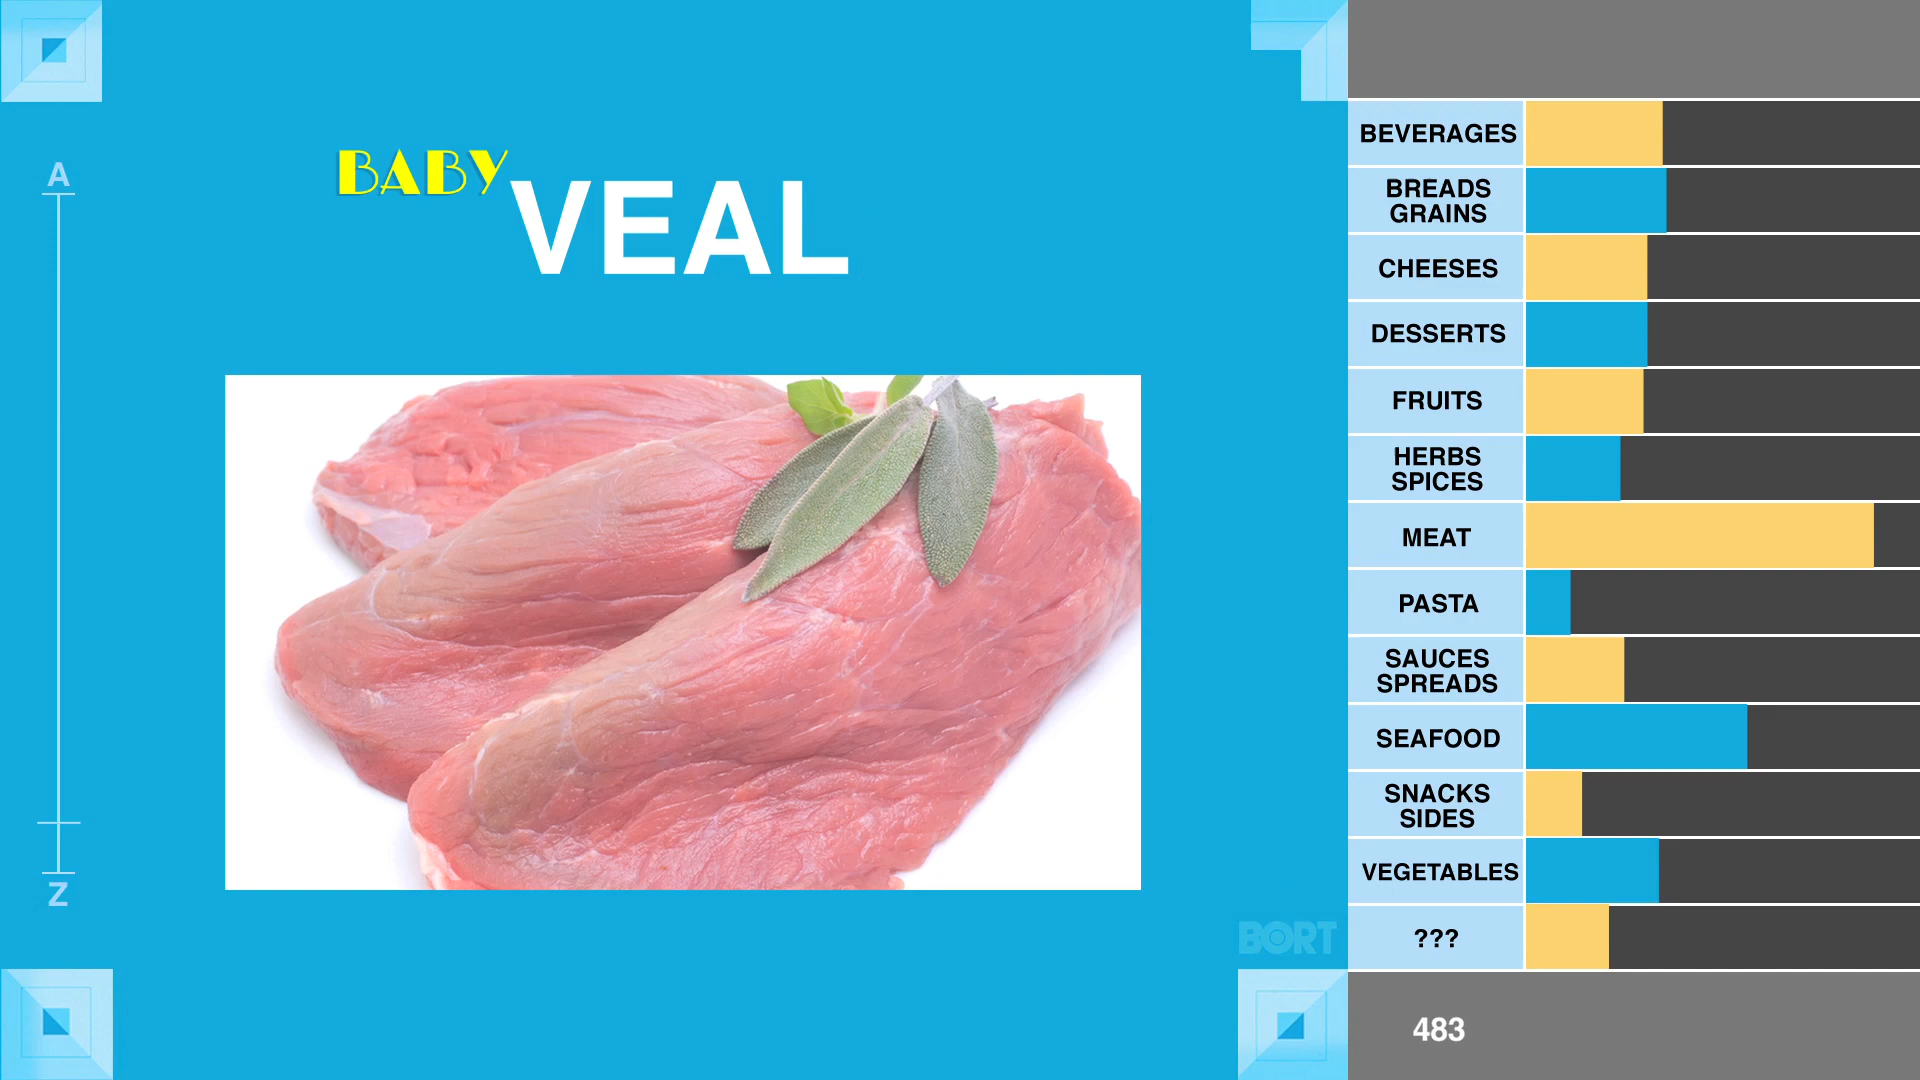 A
BABY
VEAL
Z
BORT
BEVERAGES
BREADS
GRAINS
CHEESES
DESSERTS
FRUITS
HERBS
SPICES
MEAT
PASTA
SAUCES
SPREADS
SEAFOOD
SNACKS
SIDES
VEGETABLES
???
483